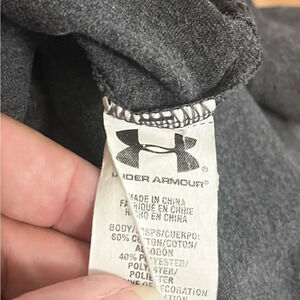 UNDER ARMOUR®
MADE IN CHINA
FABRIQUÉ EN CHINE
HECHO EN CHINA
BODY/CORPS/CUERPO:
60% COTTON/COTON/
ALGODÓN
40% POLYESTER/
POLYESTER/
POLIÉSTER